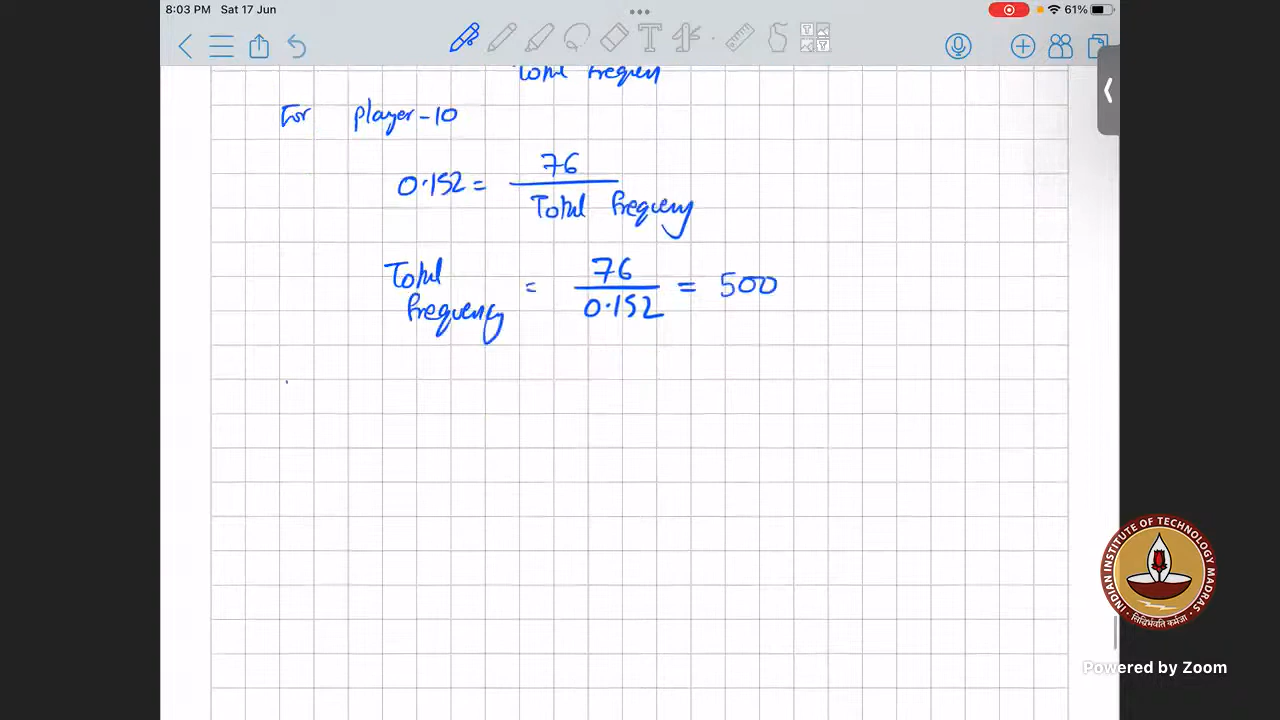 8:03 PM Sat 17 Jun
61%
Total frequen
For player-10
0.152 = 76 / Total frequency
Total frequency = 76 / 0.152 = 500
INDIAN INSTITUTE OF TECHNOLOGY MADRAS
सिद्धिर्भवति कर्मजा
Powered by Zoom